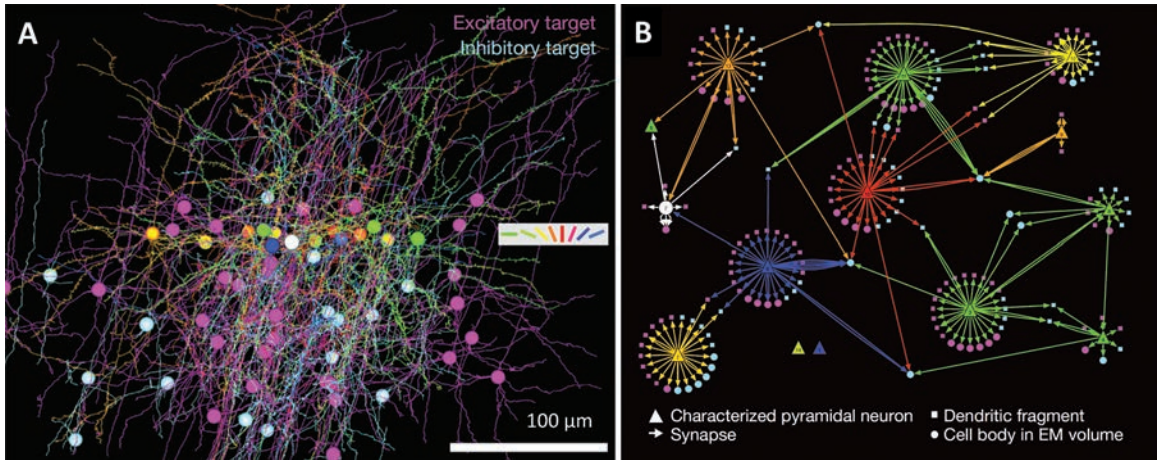 A
Excitatory target
Inhibitory target
100 μm
B
Characterized pyramidal neuron
Synapse
Dendritic fragment
Cell body in EM volume